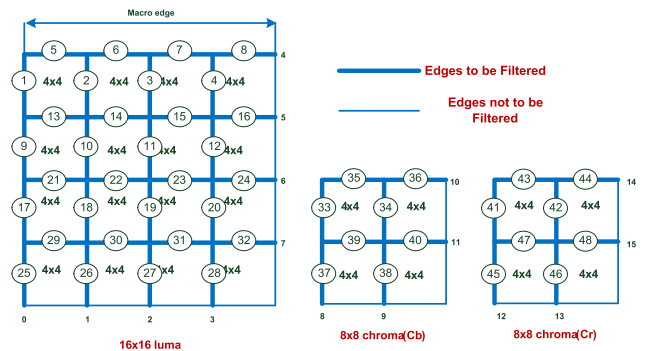 Macro edge
5 6 7 8 4
1 4x4 2 4x4 3 4x4 4 4x4
13 14 15 16 5
9 4x4 10 4x4 11 4x4 12 4x4
21 22 23 24 6
4x4 4x4 4x4 4x4
17 18 19 20
29 30 31 32 7
25 4x4 26 4x4 27 4x4 28 4x4
0 1 2 3
16x16 luma
Edges to be Filtered
Edges not to be
Filtered
35 36 10
33 4x4 34 4x4
39 40 11
37 4x4 38 4x4
8 9
8x8 chroma(Cb)
43 44 14
41 4x4 42 4x4
47 48 15
45 4x4 46 4x4
12 13
8x8 chroma(Cr)